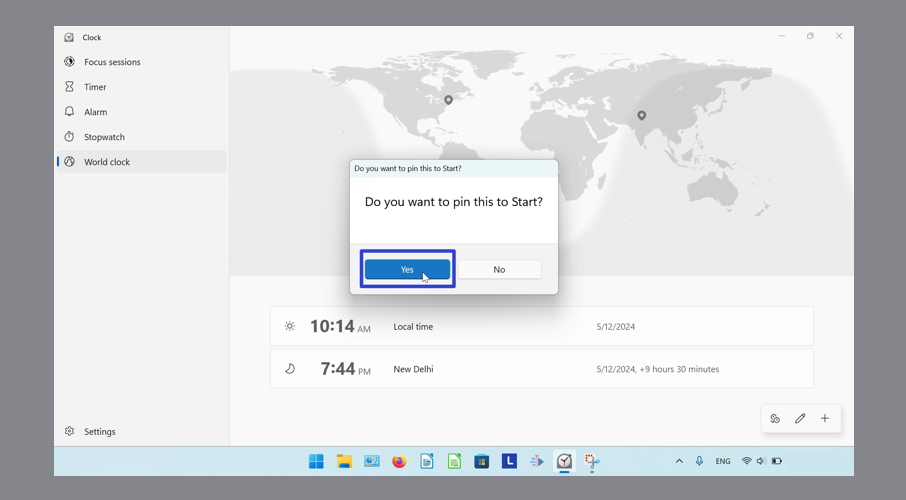 Clock
Focus sessions
Timer
Alarm
Stopwatch
World clock
Do you want to pin this to Start?
Do you want to pin this to Start?
Yes
No
10:14 AM Local time 5/12/2024
7:44 PM New Delhi 5/12/2024, +9 hours 30 minutes
Settings
L
ENG